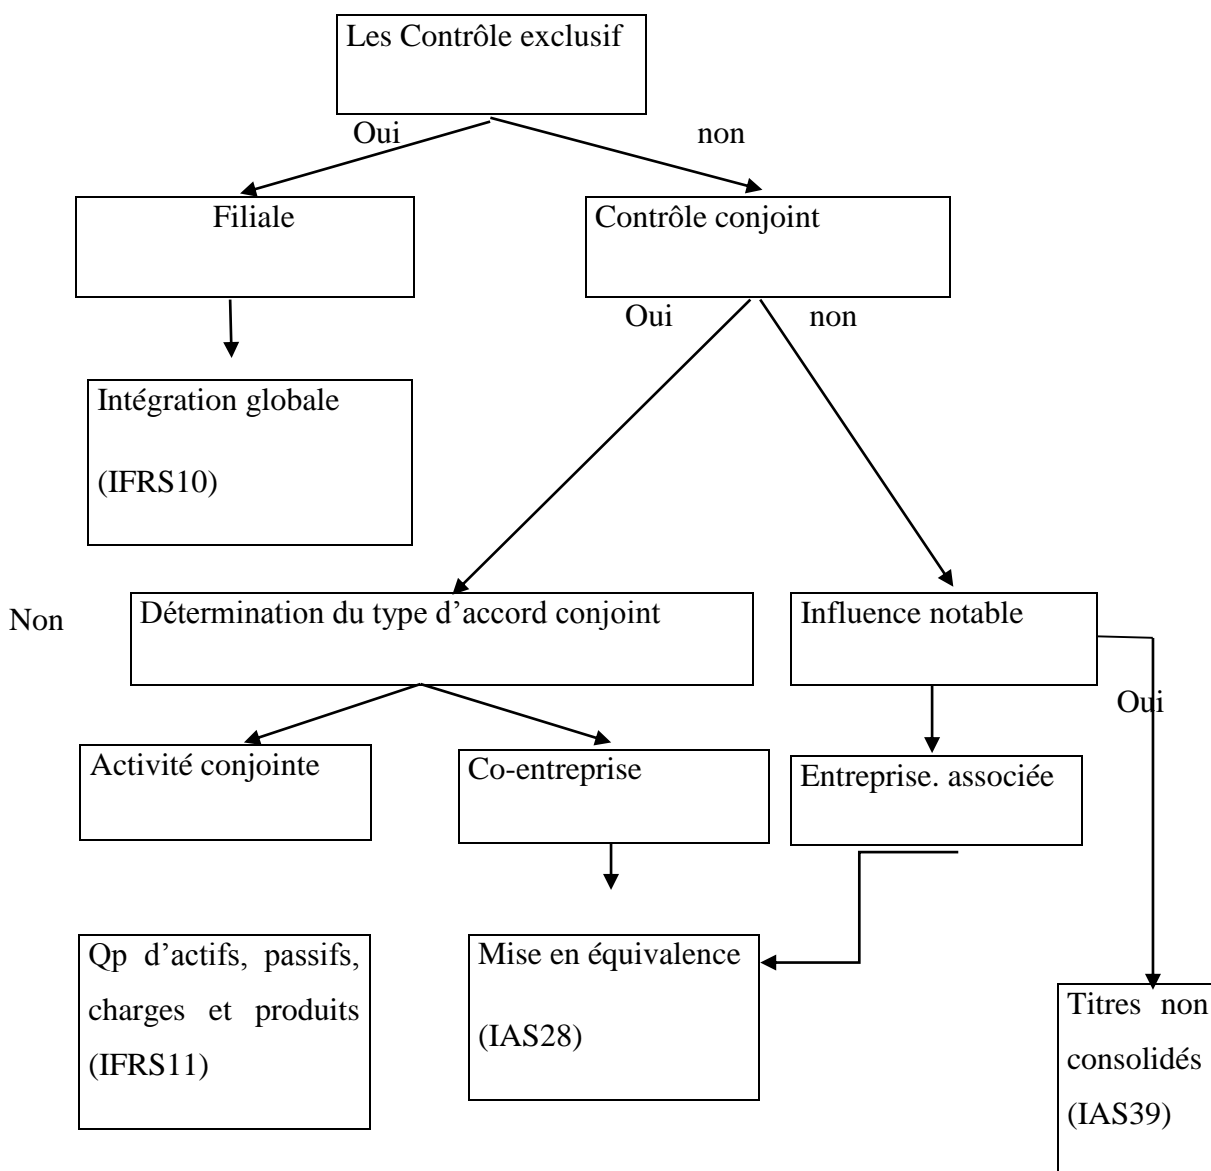 Les Contrôle exclusif
Oui
non
Filiale
Contrôle conjoint
Oui
non
Intégration globale
(IFRS10)
Non
Détermination du type d’accord conjoint
Influence notable
Oui
Activité conjointe
Co-entreprise
Entreprise. associée
Qp d’actifs, passifs,
charges et produits
(IFRS11)
Mise en équivalence
(IAS28)
Titres non
consolidés
(IAS39)